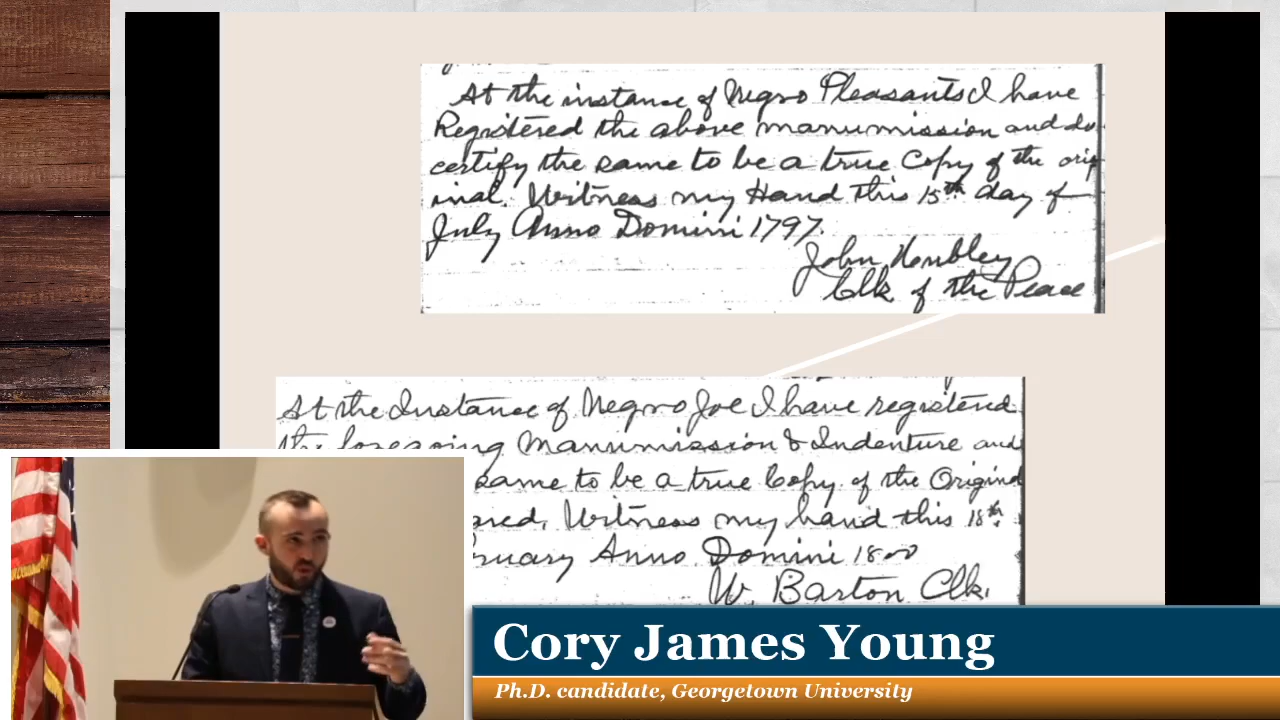 At the instance of Negro Pleasants I have
Registered the above manumission and do
certify the same to be a true Copy of the orig
inal. Witness my Hand this 15th day of
July Anno Domini 1797.
John
Clk. of the Peace
At the Instance of Negro Joe I have registered
the foregoing Manumission & Indenture and
same to be a true Copy of the Original
Witness my hand this 18th
ruary Anno Domini 1800
W. Barton Clk.
Cory James Young
Ph.D. candidate, Georgetown University